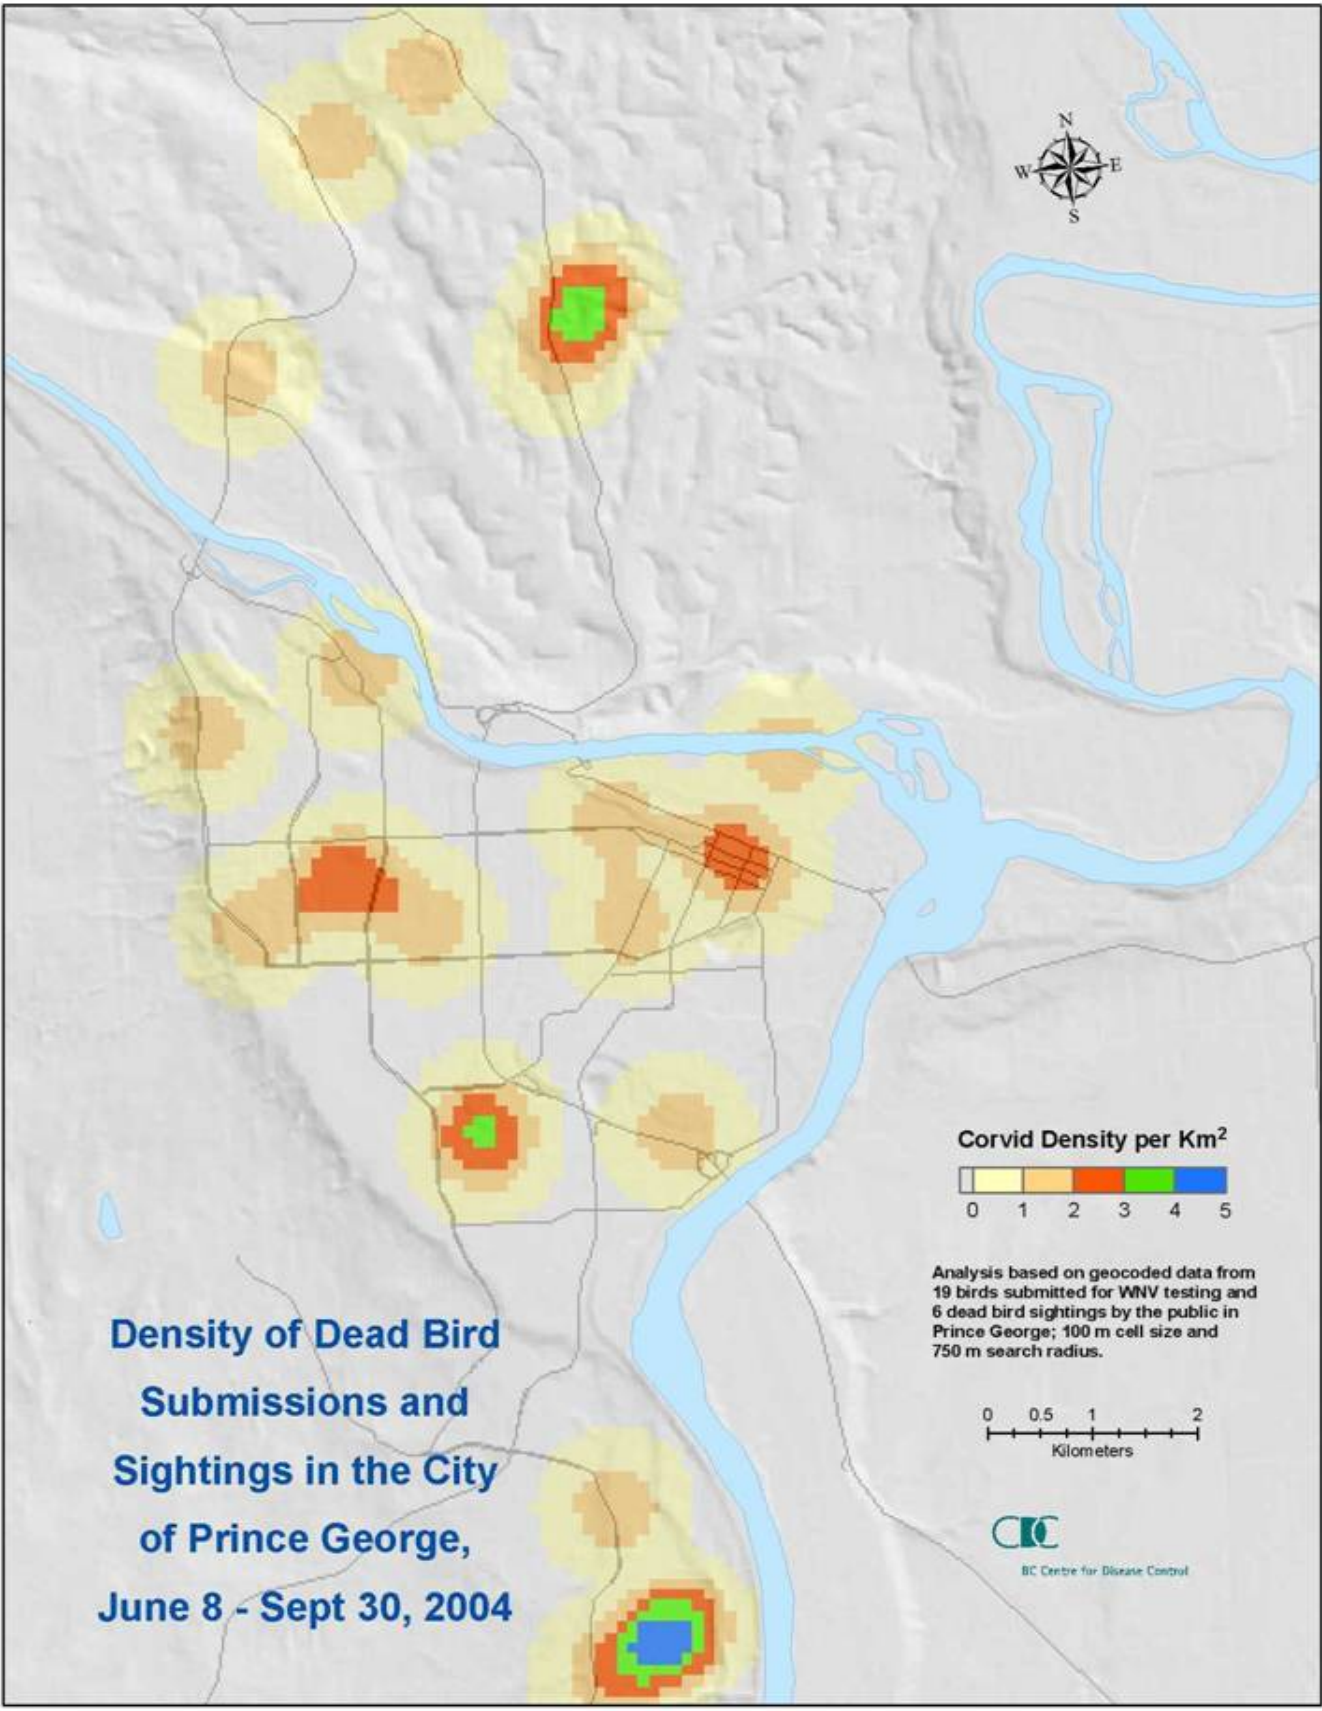 N
W E
S
Corvid Density per Km²
0 1 2 3 4 5
Analysis based on geocoded data from
19 birds submitted for WNV testing and
6 dead bird sightings by the public in
Prince George; 100 m cell size and
750 m search radius.
0 0.5 1 2
Kilometers
CDC
BC Centre for Disease Control
Density of Dead Bird
Submissions and
Sightings in the City
of Prince George,
June 8 - Sept 30, 2004